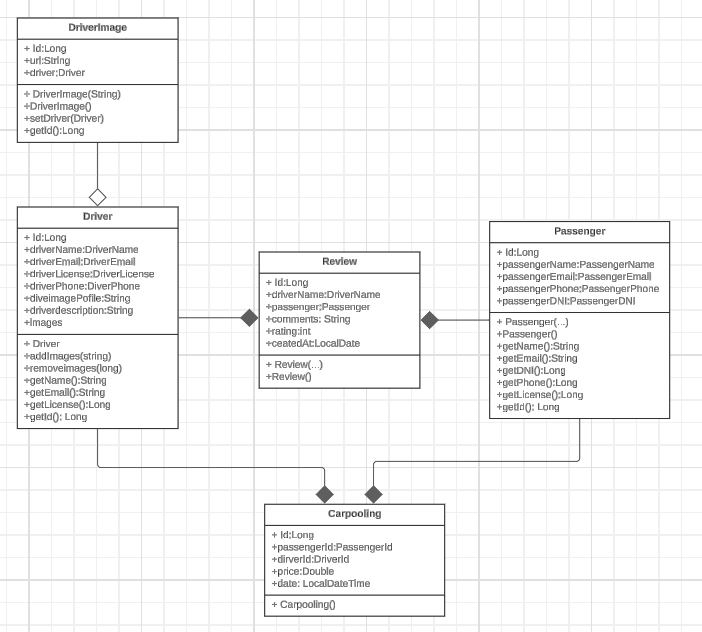 DriverImage
+ Id:Long
+url:String
+driver:Driver
+ DriverImage(String)
+DriverImage()
+setDriver(Driver)
+getId():Long
Driver
+ Id:Long
+driverName:DriverName
+driverEmail:DriverEmail
+driverLicense:DriverLicense
+driverPhone:DiverPhone
+diveimagePofile:String
+driverdescription:String
+Images
+ Driver
+addImages(string)
+removeimages(long)
+getName():String
+getEmail():String
+getLicense():Long
+getId(): Long
Review
+ Id:Long
+driverName:DriverName
+passenger:Passenger
+comments: String
+rating:int
+ceatedAt:LocalDate
+ Review(...)
+Review()
Passenger
+ Id:Long
+passengerName:PassengerName
+passengerEmail:PassengerEmail
+passengerPhone:PassengerPhone
+passengerDNI:PassengerDNI
+ Passenger(...)
+Passenger()
+getName():String
+getEmail():String
+getDNI():Long
+getPhone():Long
+getLicense():Long
+getId(): Long
Carpooling
+ Id:Long
+passengerId:PassengerId
+dirverId:DriverId
+price:Double
+date: LocalDateTime
+ Carpooling()